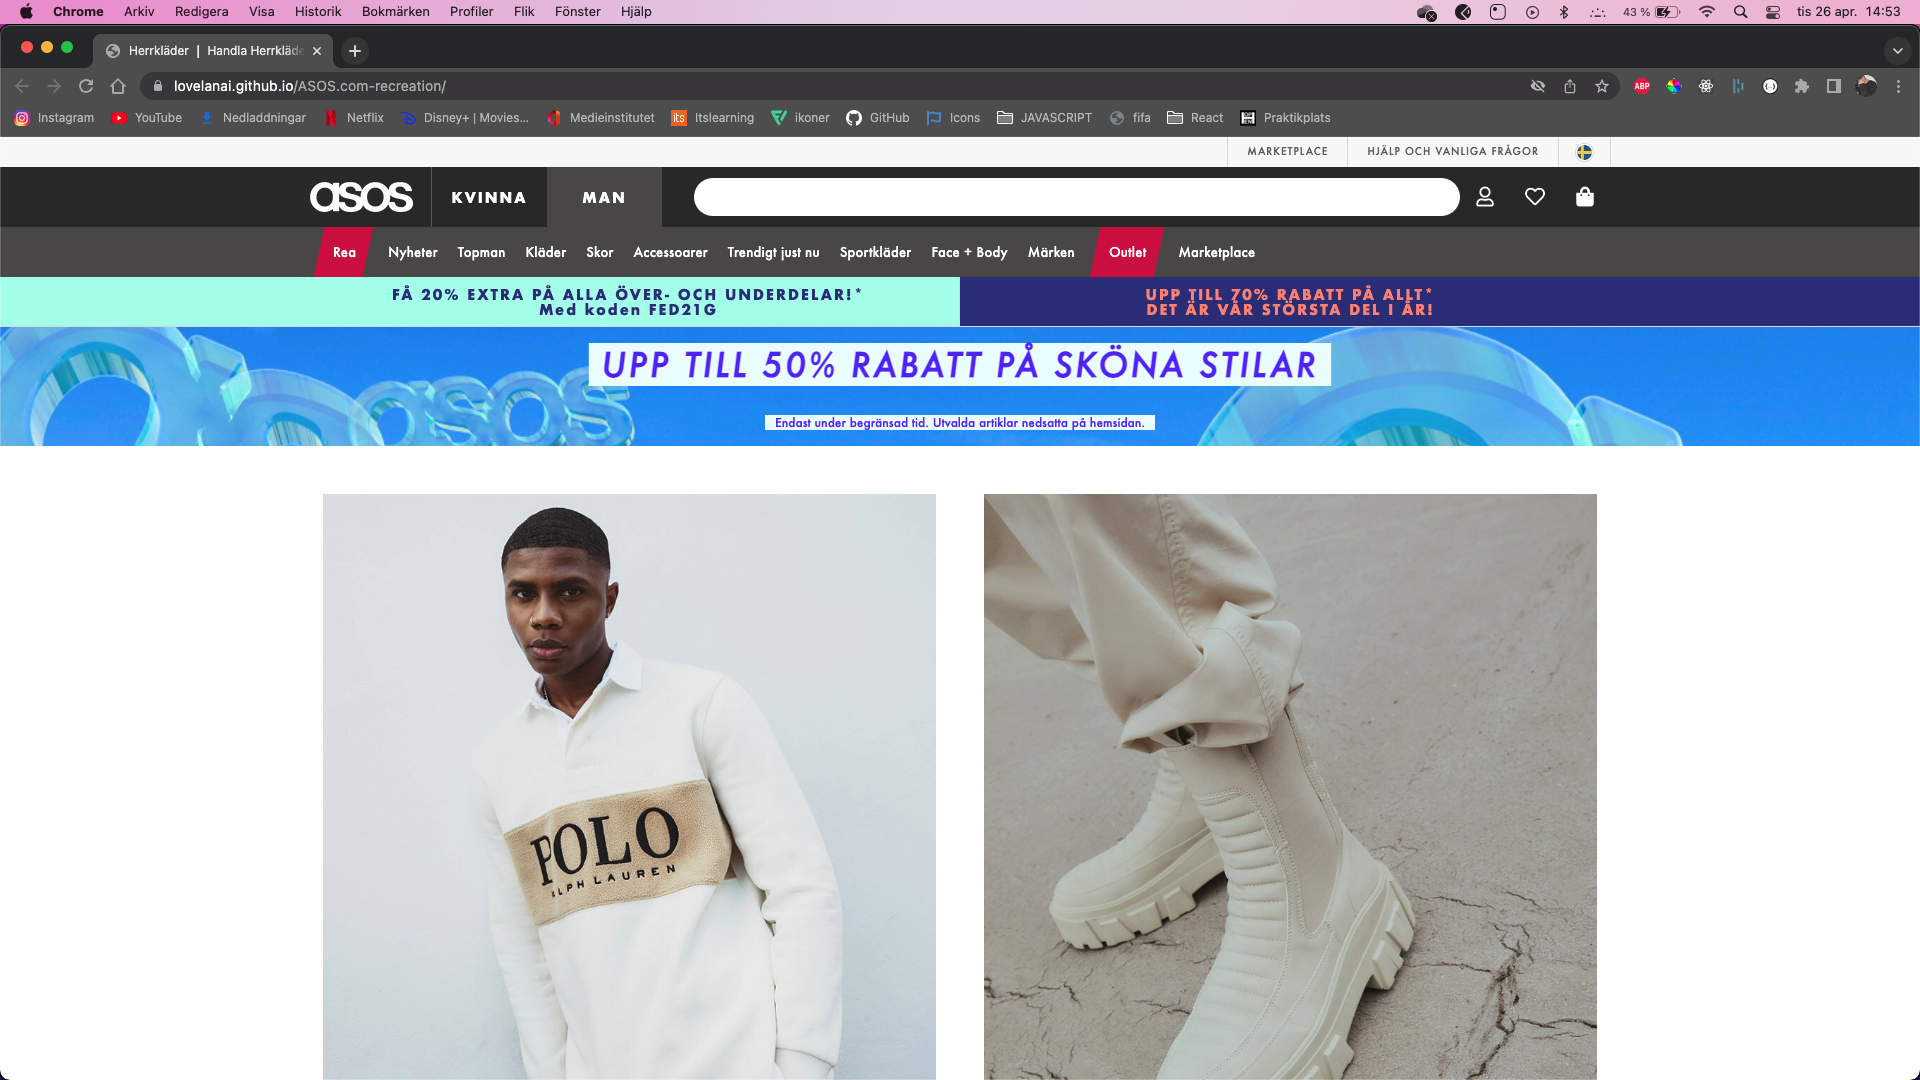 Chrome Arkiv Redigera Visa Historik Bokmärken Profiler Flik Fönster Hjälp 43 % tis 26 apr. 14:53
Herrkläder | Handla Herrkläde
lovelanai.github.io/ASOS.com-recreation/ ABP
Instagram YouTube Nedladdningar Netflix Disney+ | Movies... Medieinstitutet its Itslearning ikoner GitHub Icons JAVASCRIPT fifa React Praktikplats
MARKETPLACE HJÄLP OCH VANLIGA FRÅGOR
asos KVINNA MAN
Rea Nyheter Topman Kläder Skor Accessoarer Trendigt just nu Sportkläder Face + Body Märken Outlet Marketplace
FÅ 20% EXTRA PÅ ALLA ÖVER- OCH UNDERDELAR!*
Med koden FED21G
UPP TILL 70% RABATT PÅ ALLT*
DET ÄR VÅR STÖRSTA DEL I ÅR!
asos
UPP TILL 50% RABATT PÅ SKÖNA STILAR
Endast under begränsad tid. Utvalda artiklar nedsatta på hemsidan.
POLO
RALPH LAUREN